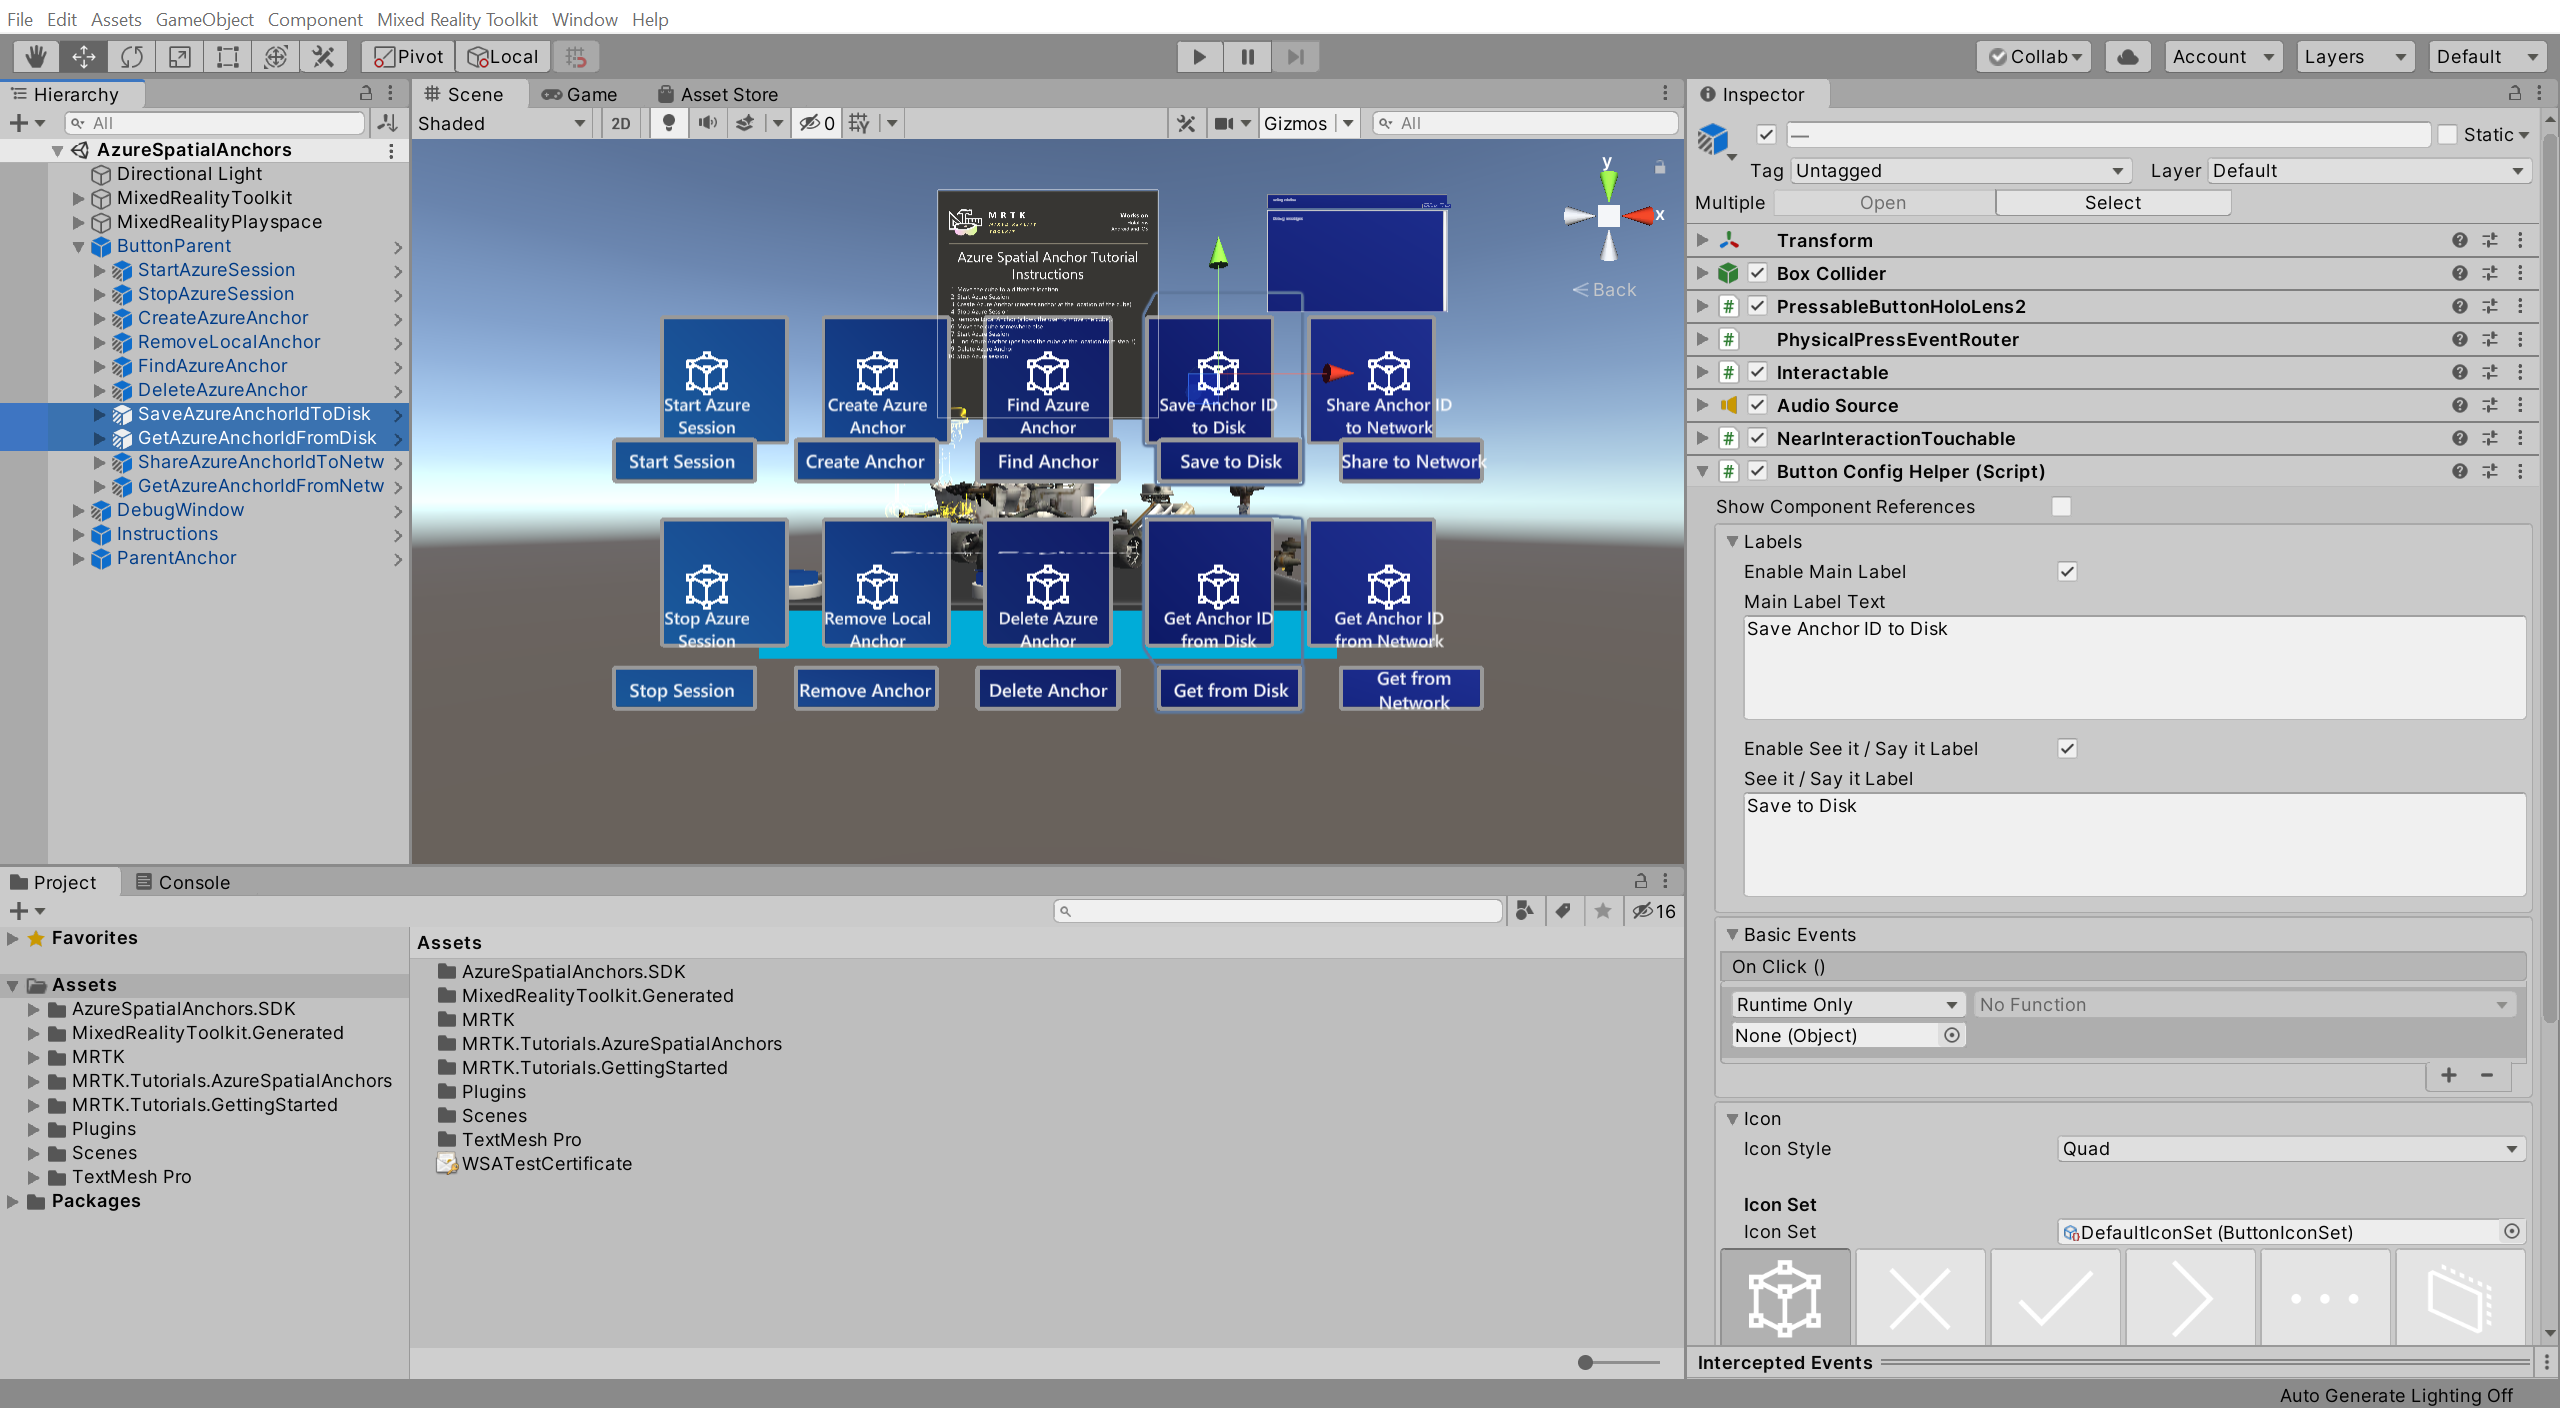 File Edit Assets GameObject Component Mixed Reality Toolkit Window Help
Pivot Local Collab Account Layers Default
Hierarchy
All
AzureSpatialAnchors
Directional Light
MixedRealityToolkit
MixedRealityPlayspace
ButtonParent
StartAzureSession
StopAzureSession
CreateAzureAnchor
RemoveLocalAnchor
FindAzureAnchor
DeleteAzureAnchor
SaveAzureAnchorIdToDisk
GetAzureAnchorIdFromDisk
ShareAzureAnchorIdToNetw
GetAzureAnchorIdFromNetw
DebugWindow
Instructions
ParentAnchor
Scene Game Asset Store
Shaded 2D 0 Gizmos All
y
x
Back
MRTK
MIXED REALITY
TOOLKIT
Works on
Azure Spatial Anchor Tutorial
Instructions
Start Azure
Session
Create Azure
Anchor
Find Azure
Anchor
Save Anchor ID
to Disk
Share Anchor ID
to Network
Start Session
Create Anchor
Find Anchor
Save to Disk
Share to Network
Stop Azure
Session
Remove Local
Anchor
Delete Azure
Anchor
Get Anchor ID
from Disk
Get Anchor ID
from Network
Stop Session
Remove Anchor
Delete Anchor
Get from Disk
Get from
Network
Project Console
16
Favorites
Assets
AzureSpatialAnchors.SDK
MixedRealityToolkit.Generated
MRTK
MRTK.Tutorials.AzureSpatialAnchors
MRTK.Tutorials.GettingStarted
Plugins
Scenes
TextMesh Pro
Packages
Assets
AzureSpatialAnchors.SDK
MixedRealityToolkit.Generated
MRTK
MRTK.Tutorials.AzureSpatialAnchors
MRTK.Tutorials.GettingStarted
Plugins
Scenes
TextMesh Pro
WSATestCertificate
Inspector
— Static
Tag Untagged Layer Default
Multiple Open Select
Transform
Box Collider
# PressableButtonHoloLens2
# PhysicalPressEventRouter
# Interactable
Audio Source
# NearInteractionTouchable
# Button Config Helper (Script)
Show Component References
Labels
Enable Main Label
Main Label Text
Save Anchor ID to Disk
Enable See it / Say it Label
See it / Say it Label
Save to Disk
Basic Events
On Click ()
Runtime Only No Function
None (Object)
+ −
Icon
Icon Style Quad
Icon Set
Icon Set DefaultIconSet (ButtonIconSet)
Intercepted Events
Auto Generate Lighting Off